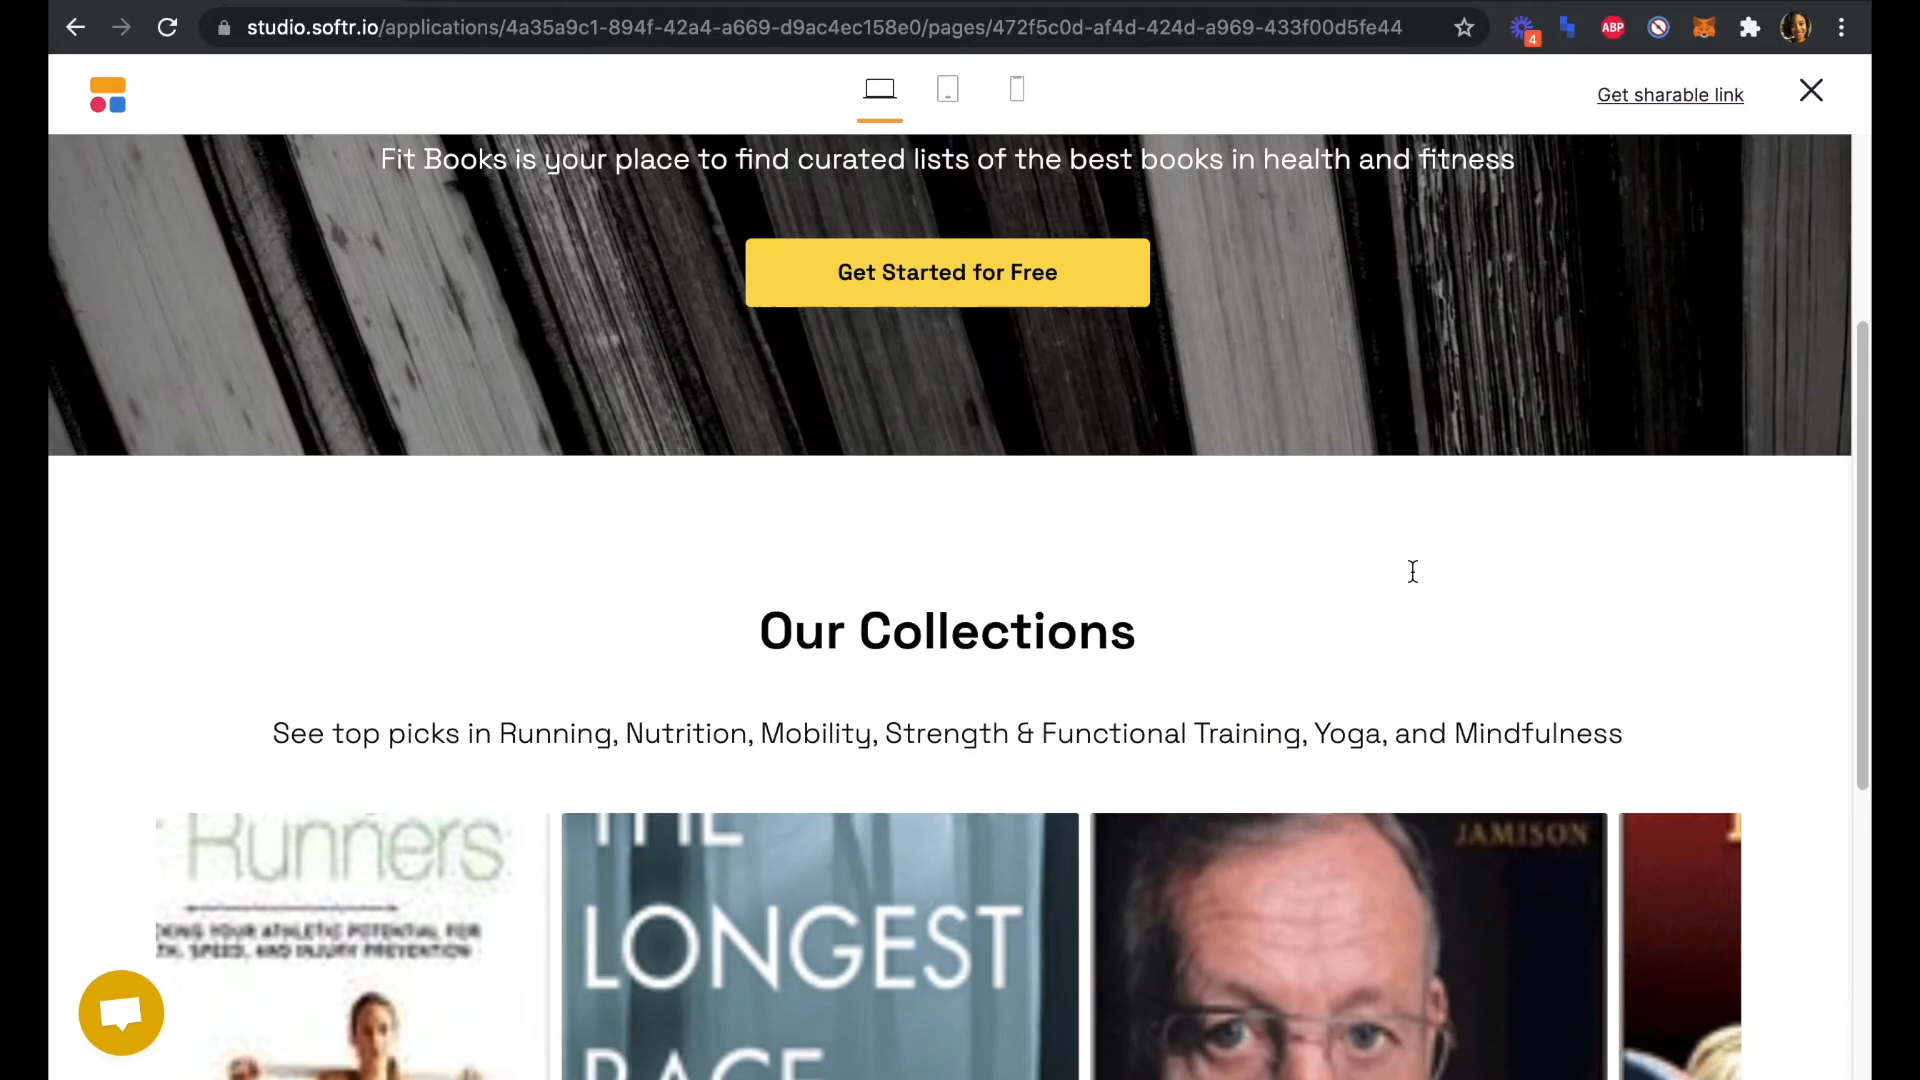 studio.softr.io/applications/4a35a9c1-894f-42a4-a669-d9ac4ec158e0/pages/472f5c0d-af4d-424d-a969-433f00d5fe44
4
ABP
Get sharable link
Fit Books is your place to find curated lists of the best books in health and fitness
Get Started for Free
Our Collections
See top picks in Running, Nutrition, Mobility, Strength & Functional Training, Yoga, and Mindfulness
Runners
KING YOUR ATHLETIC POTENTIAL FOR
TH, SPEED, AND INJURY PREVENTION
THE
LONGEST
RACE
JAMISON